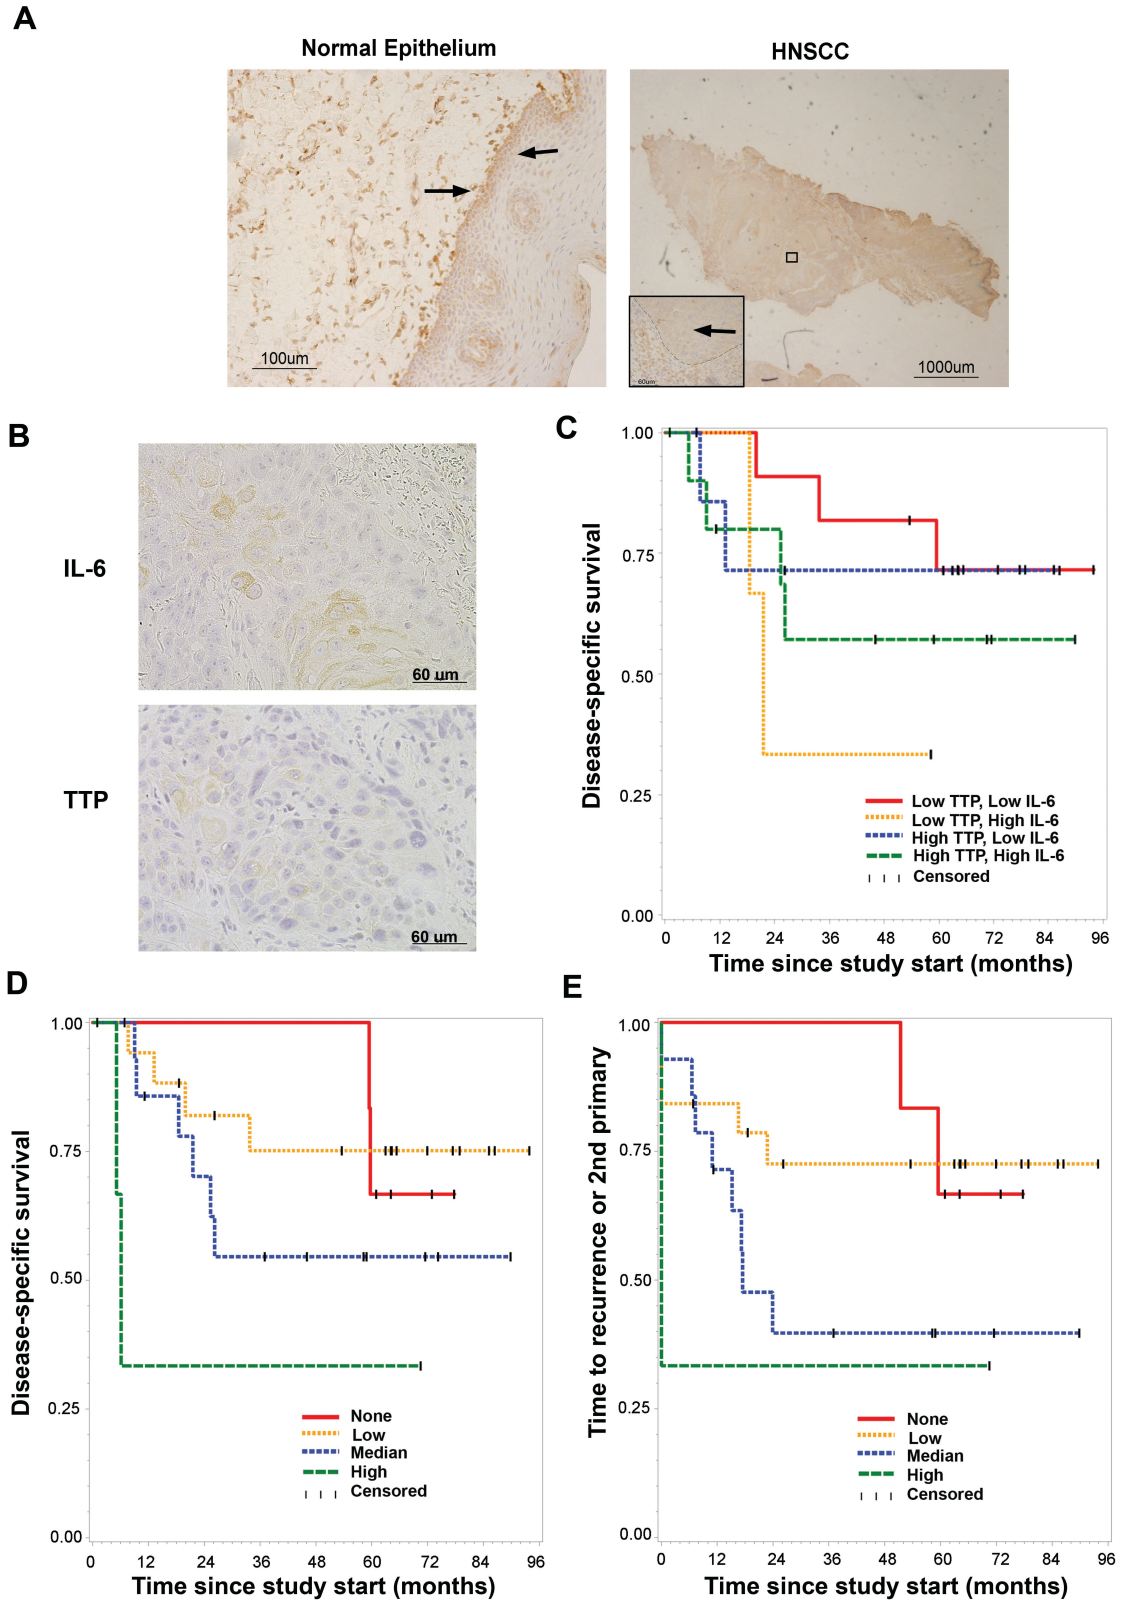 A
Normal Epithelium
HNSCC
100um
60um
1000um
B
IL-6
60 um
TTP
60 um
C
Disease-specific survival
1.00
0.75
0.50
0.25
0.00
Low TTP, Low IL-6
Low TTP, High IL-6
High TTP, Low IL-6
High TTP, High IL-6
Censored
0 12 24 36 48 60 72 84 96
Time since study start (months)
D
Disease-specific survival
1.00
0.75
0.50
0.25
0.00
None
Low
Median
High
Censored
0 12 24 36 48 60 72 84 96
Time since study start (months)
E
Time to recurrence or 2nd primary
1.00
0.75
0.50
0.25
0.00
None
Low
Median
High
Censored
0 12 24 36 48 60 72 84 96
Time since study start (months)